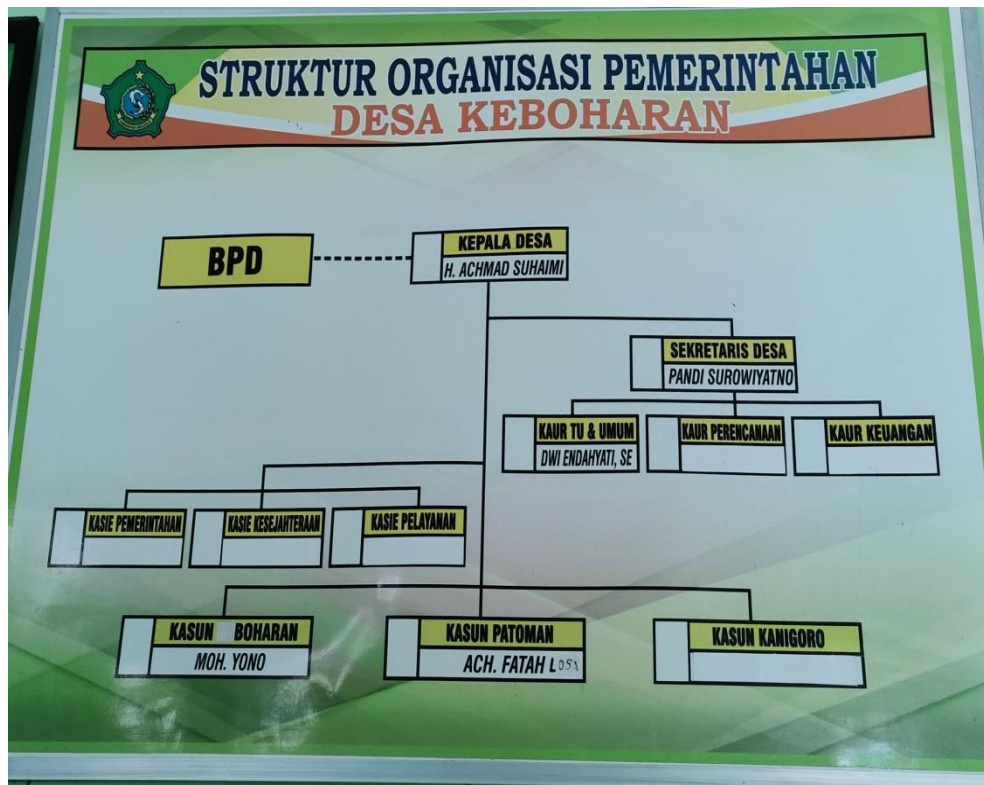 STRUKTUR ORGANISASI PEMERINTAHAN
DESA KEBOHARAN
BPD
KEPALA DESA
H. ACHMAD SUHAIMI
SEKRETARIS DESA
PANDI SUROWIYATNO
KAUR TU & UMUM
DWI ENDAHYATI, SE
KAUR PERENCANAAN
KAUR KEUANGAN
KASIE PEMERINTAHAN
KASIE KESEJAHTERAAN
KASIE PELAYANAN
KASUN BOHARAN
MOH. YONO
KASUN PATOMAN
ACH. FATAH
KASUN KANIGORO